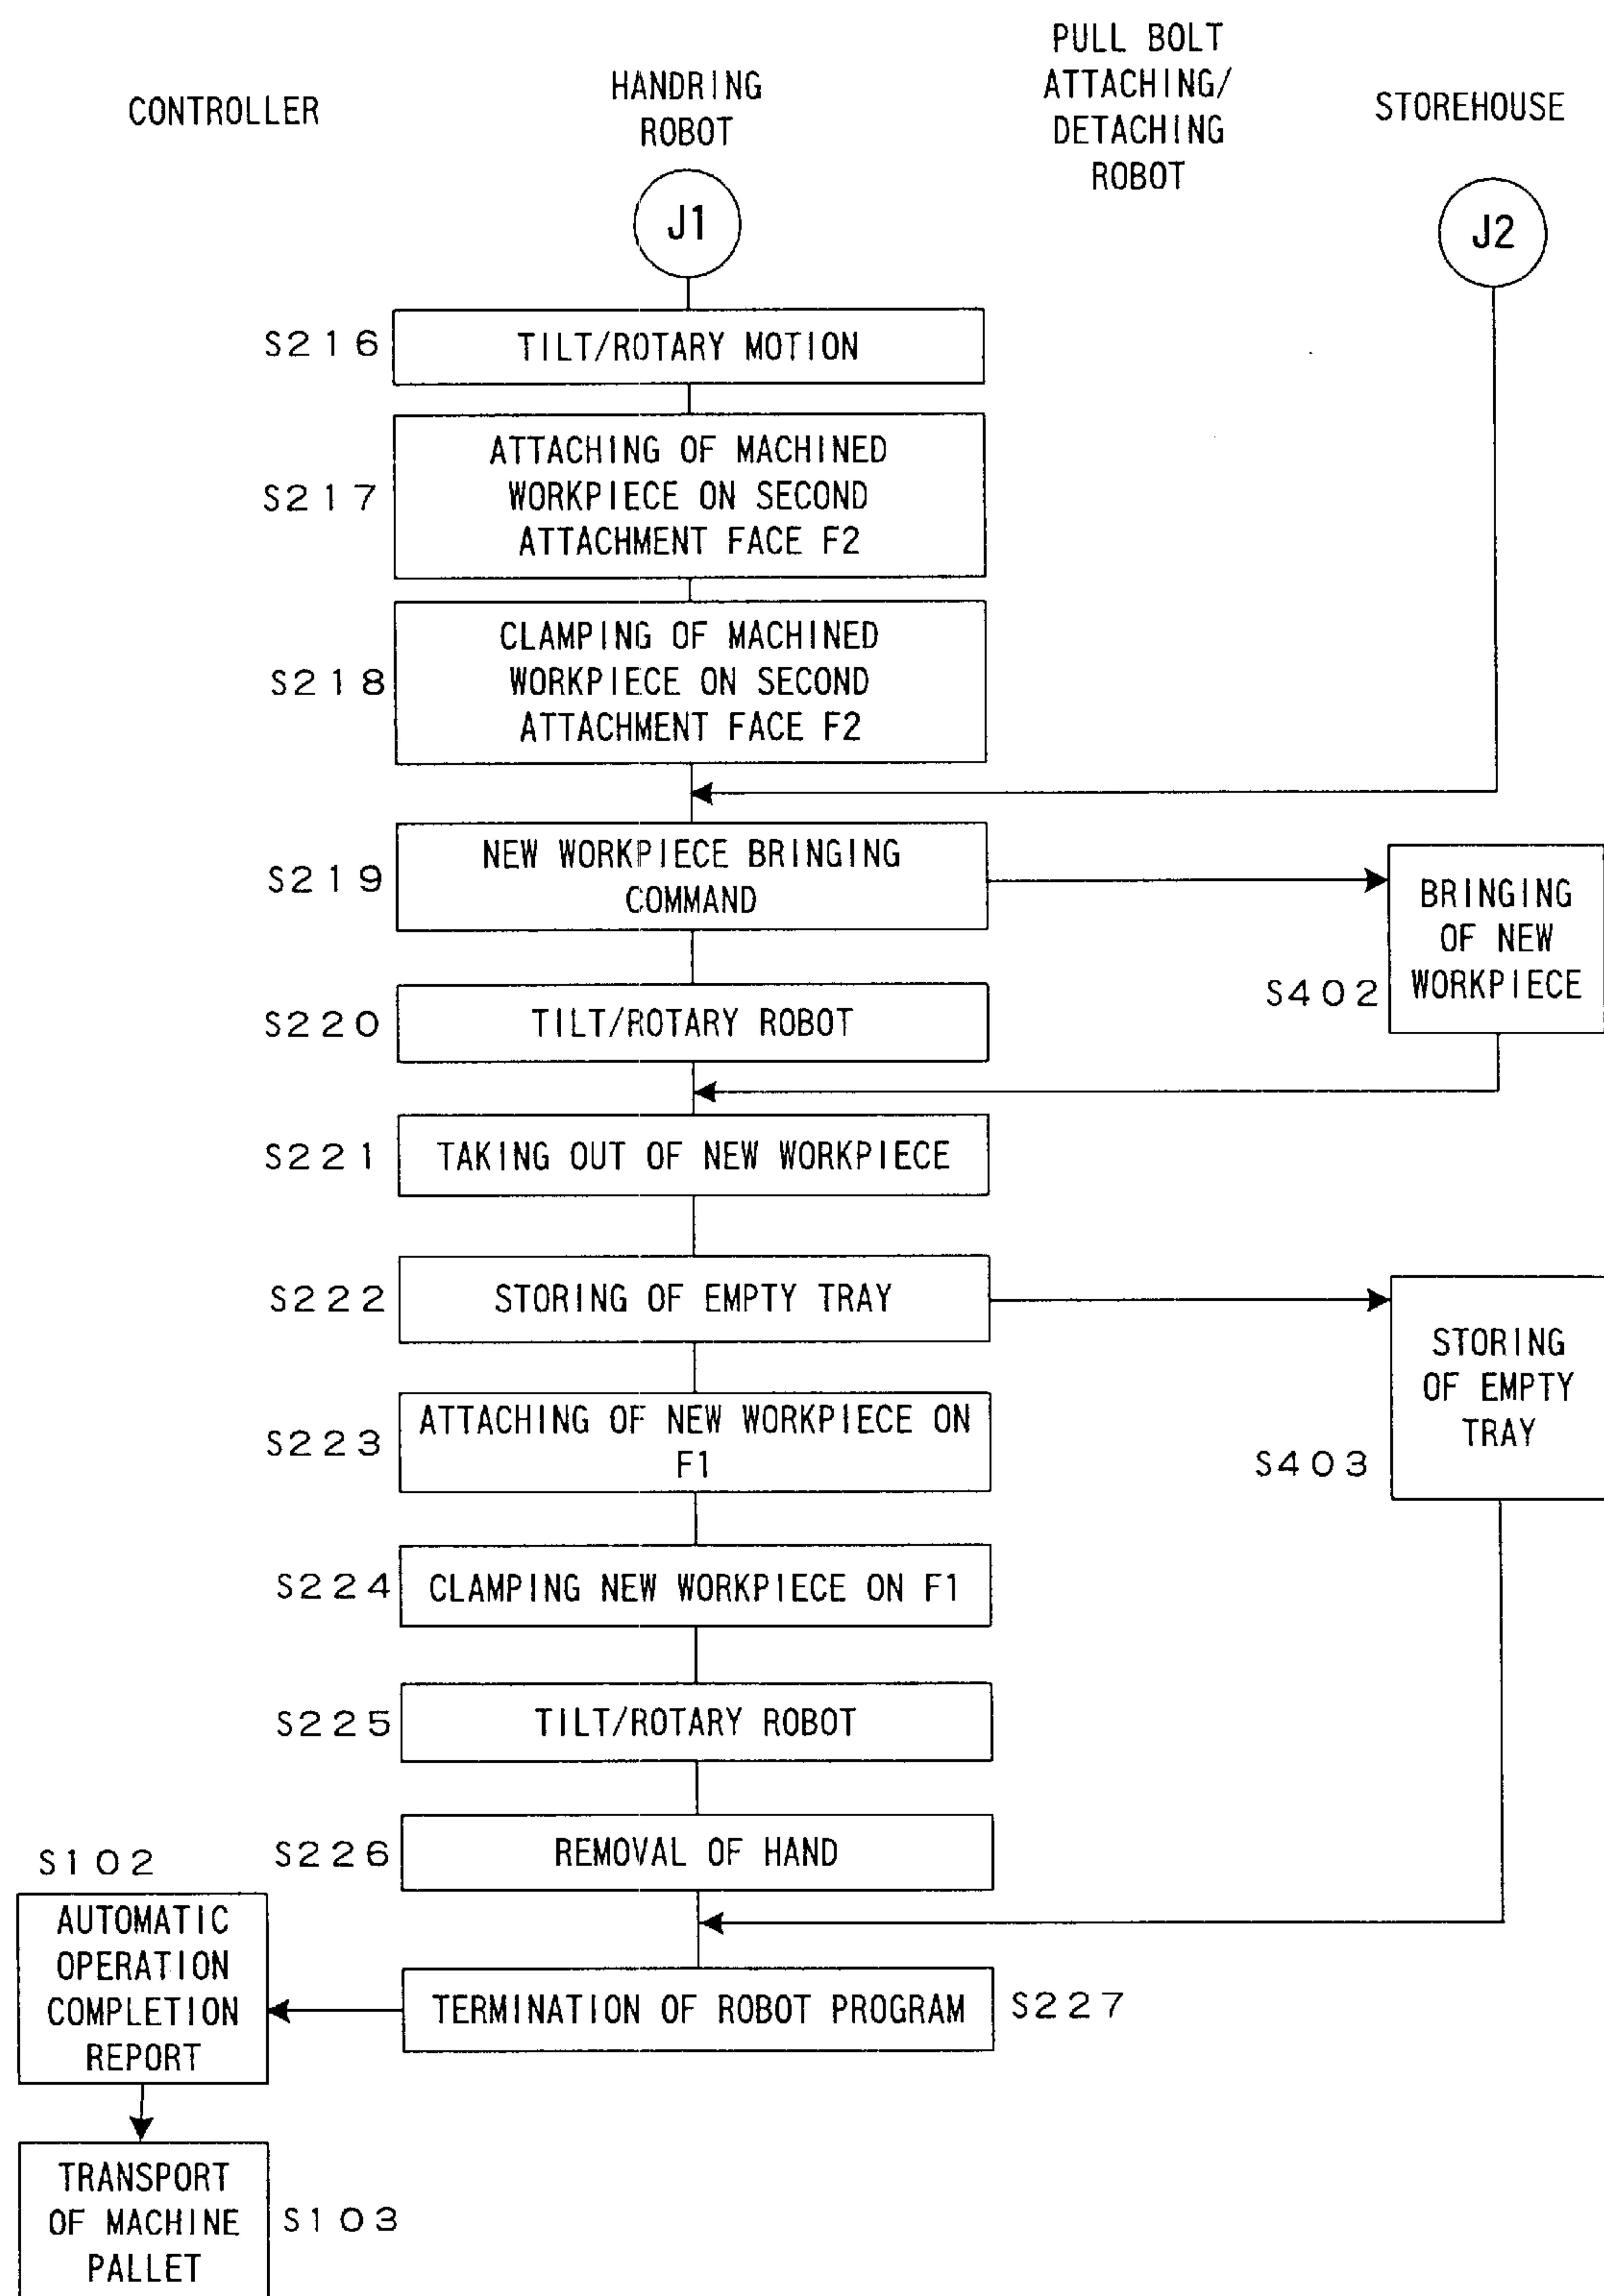 CONTROLLER
HANDRING
ROBOT
PULL BOLT
ATTACHING/
DETACHING
ROBOT
STOREHOUSE
J1
J2
S216
TILT/ROTARY MOTION
S217
ATTACHING OF MACHINED
WORKPIECE ON SECOND
ATTACHMENT FACE F2
S218
CLAMPING OF MACHINED
WORKPIECE ON SECOND
ATTACHMENT FACE F2
S219
NEW WORKPIECE BRINGING
COMMAND
BRINGING
OF NEW
WORKPIECE
S402
S220
TILT/ROTARY ROBOT
S221
TAKING OUT OF NEW WORKPIECE
S222
STORING OF EMPTY TRAY
STORING
OF EMPTY
TRAY
S403
S223
ATTACHING OF NEW WORKPIECE ON
F1
S224
CLAMPING NEW WORKPIECE ON F1
S225
TILT/ROTARY ROBOT
S226
REMOVAL OF HAND
S102
AUTOMATIC
OPERATION
COMPLETION
REPORT
TERMINATION OF ROBOT PROGRAM
S227
TRANSPORT
OF MACHINE
PALLET
S103